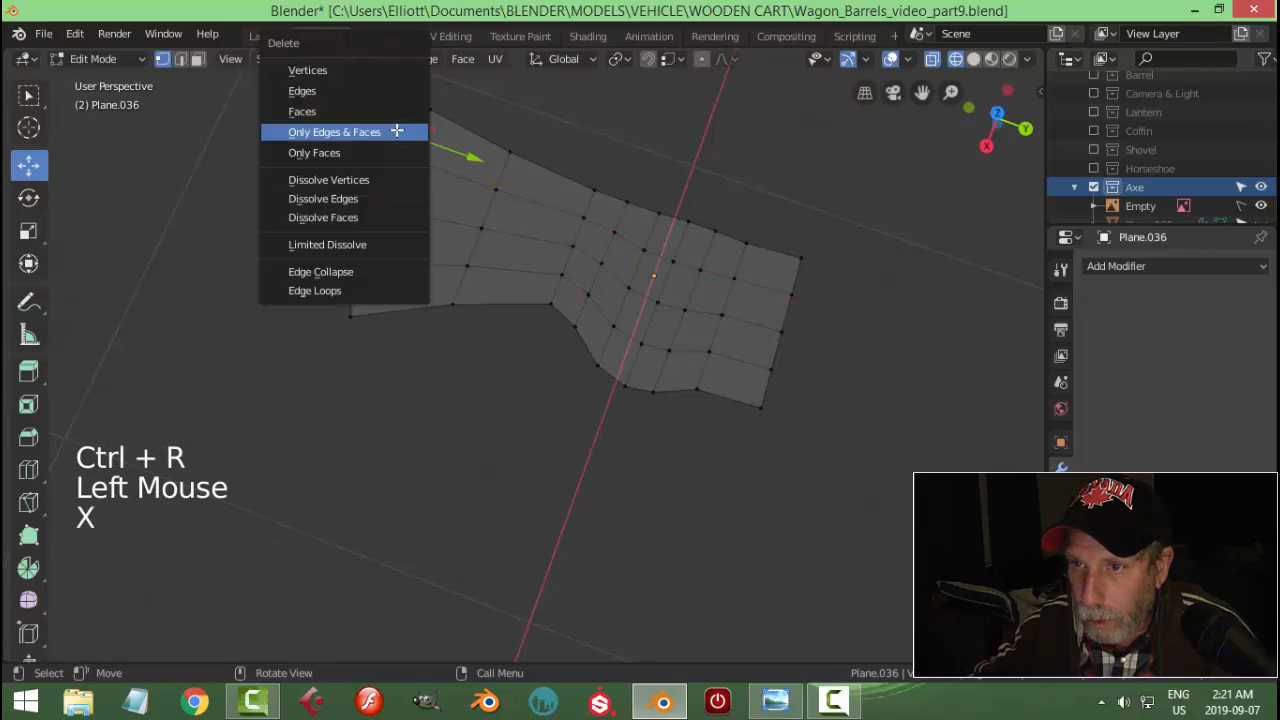 Blender* [C:\Users\Elliott\Documents\BLENDER\MODELS\VEHICLE\WOODEN CART\Wagon_Barrels_video_part9.blend]
File Edit Render Window Help La UV Editing Texture Paint Shading Animation Rendering Compositing Scripting + Scene View Layer
Edit Mode View S ge Face UV Global
User Perspective
(2) Plane.036
Delete
Vertices
Edges
Faces
Only Edges & Faces
Only Faces
Dissolve Vertices
Dissolve Edges
Dissolve Faces
Limited Dissolve
Edge Collapse
Edge Loops
Z
Y
X
Barrel
Camera & Light
Lantern
Coffin
Shovel
Horseshoe
Axe
Empty
Plane.036
Add Modifier
Ctrl + R
Left Mouse
X
CANADA
Select Move Rotate View Call Menu Plane.036 | V
ENG
US
2:21 AM
2019-09-07